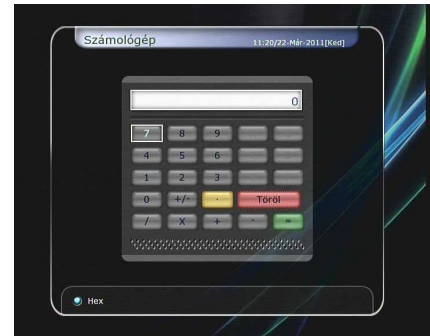 Számológép 11:20/22-Már-2011[Ked]
0
7 8 9
4 5 6
1 2 3
0 +/- . Töröl
/ X + - =
Hex